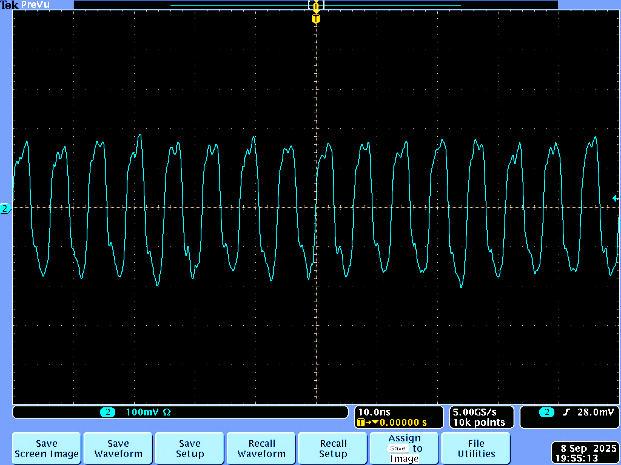 Tek PreVu
T
2
2 100mV Ω
10.0ns
T→▼0.00000 s
5.00GS/s
10k points
2 ∫ 28.0mV
Save
Screen Image
Save
Waveform
Save
Setup
Recall
Waveform
Recall
Setup
Assign
Save to
Image
File
Utilities
8 Sep 2025
19:55:13